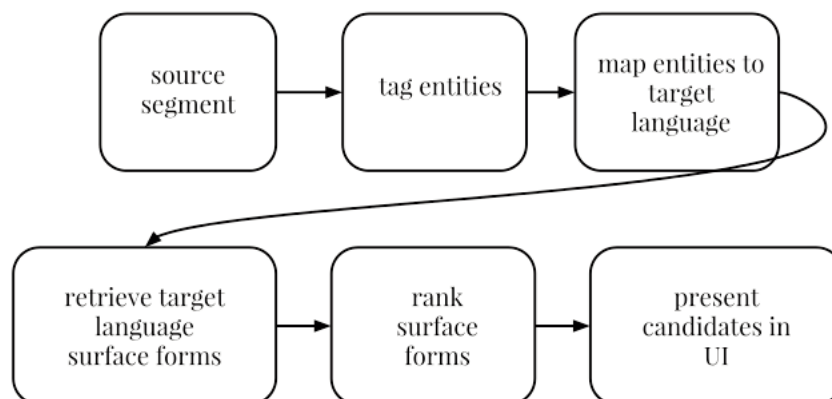 source
segment
tag entities
map entities to
target
language
retrieve target
language
surface forms
rank
surface
forms
present
candidates in
UI